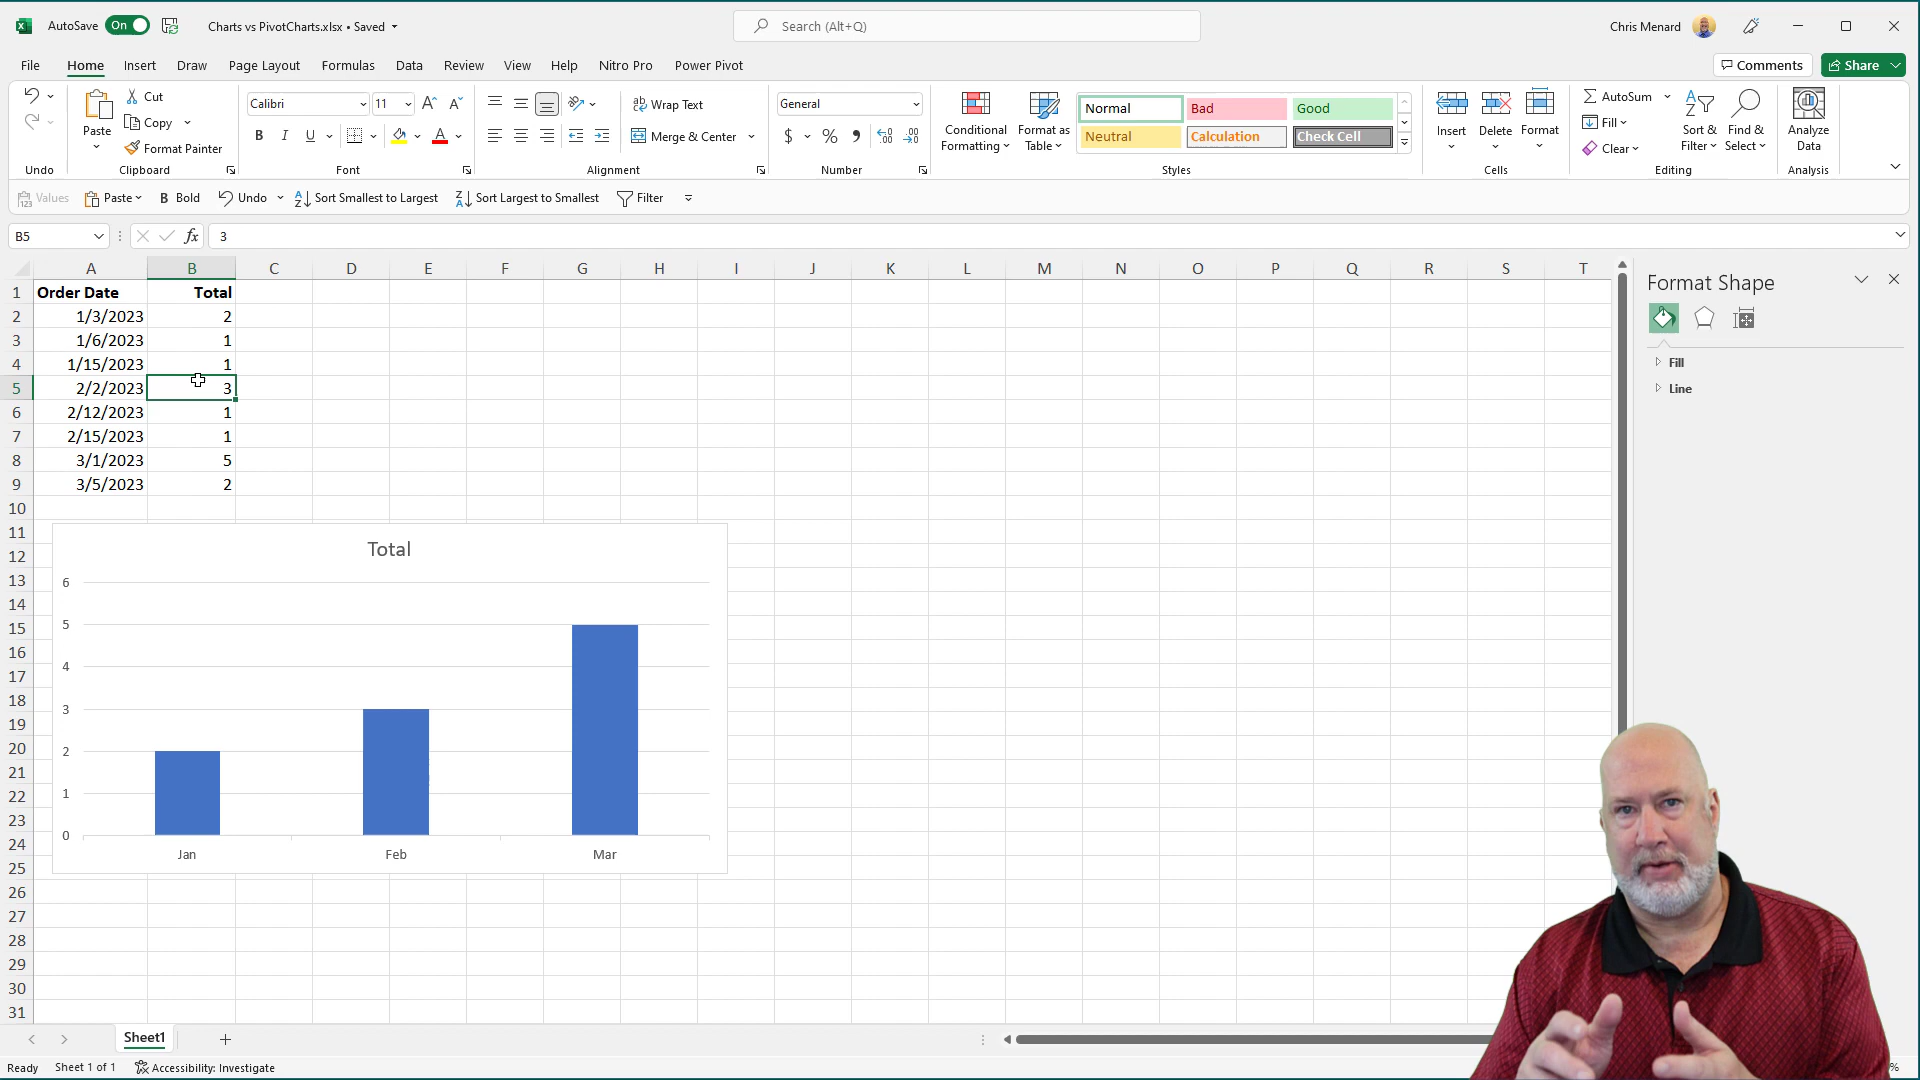 AutoSave On Charts vs PivotCharts.xlsx • Saved Search (Alt+Q) Chris Menard
File Home Insert Draw Page Layout Formulas Data Review View Help Nitro Pro Power Pivot Comments Share
Paste
Cut
Copy
Format Painter
Calibri 11
B I U A
Wrap Text
Merge & Center
General
$ % 9
Conditional Formatting
Format as Table
Normal Bad Good
Neutral Calculation Check Cell
Insert Delete Format
AutoSum
Fill
Clear
Sort & Filter
Find & Select
Analyze Data
Undo Clipboard Font Alignment Number Styles Cells Editing Analysis
Values Paste B Bold Undo Sort Smallest to Largest Sort Largest to Smallest Filter
B5 fx 3
A B C D E F G H I J K L M N O P Q R S T
1 Order Date Total
2 1/3/2023 2
3 1/6/2023 1
4 1/15/2023 1
5 2/2/2023 3
6 2/12/2023 1
7 2/15/2023 1
8 3/1/2023 5
9 3/5/2023 2
10
11
12
13
14
15
16
17
18
19
20
21
22
23
24
25
26
27
28
29
30
31
Total
6
5
4
3
2
1
0
Jan Feb Mar
Format Shape
Fill
Line
Sheet1
Ready Sheet 1 of 1 Accessibility: Investigate %